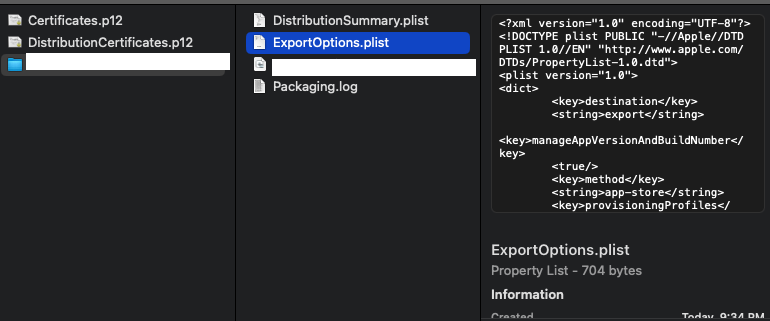 Certificates.p12
DistributionCertificates.p12
DistributionSummary.plist
ExportOptions.plist
Packaging.log
<?xml version="1.0" encoding="UTF-8"?>
<!DOCTYPE plist PUBLIC "-//Apple//DTD
PLIST 1.0//EN" "http://www.apple.com/
DTDs/PropertyList-1.0.dtd">
<plist version="1.0">
<dict>
<key>destination</key>
<string>export</string>
<key>manageAppVersionAndBuildNumber</
key>
<true/>
<key>method</key>
<string>app-store</string>
<key>provisioningProfiles</
ExportOptions.plist
Property List - 704 bytes
Information
Created Today, 9:34 PM